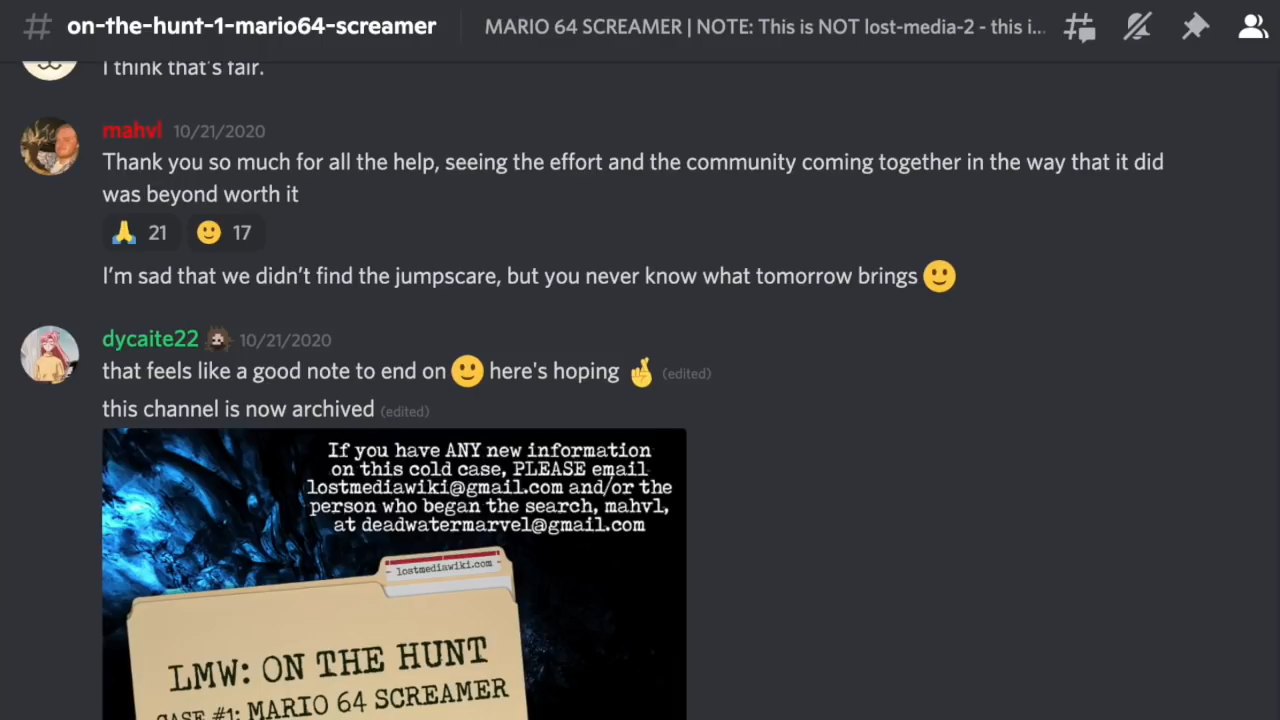 # on-the-hunt-1-mario64-screamer
MARIO 64 SCREAMER | NOTE: This is NOT lost-media-2 - this i...
I think that's fair.
mahvl 10/21/2020
Thank you so much for all the help, seeing the effort and the community coming together in the way that it did
was beyond worth it
🙏 21 🙂 17
I'm sad that we didn't find the jumpscare, but you never know what tomorrow brings 🙂
dycaite22 10/21/2020
that feels like a good note to end on 🙂 here's hoping 🤞 (edited)
this channel is now archived (edited)
If you have ANY new information
on this cold case, PLEASE email
lostmediawiki@gmail.com and/or the
person who began the search, mahvl,
at deadwatermarvel@gmail.com
- lostmediawiki.com -
LMW: ON THE HUNT
CASE #1: MARIO 64 SCREAMER